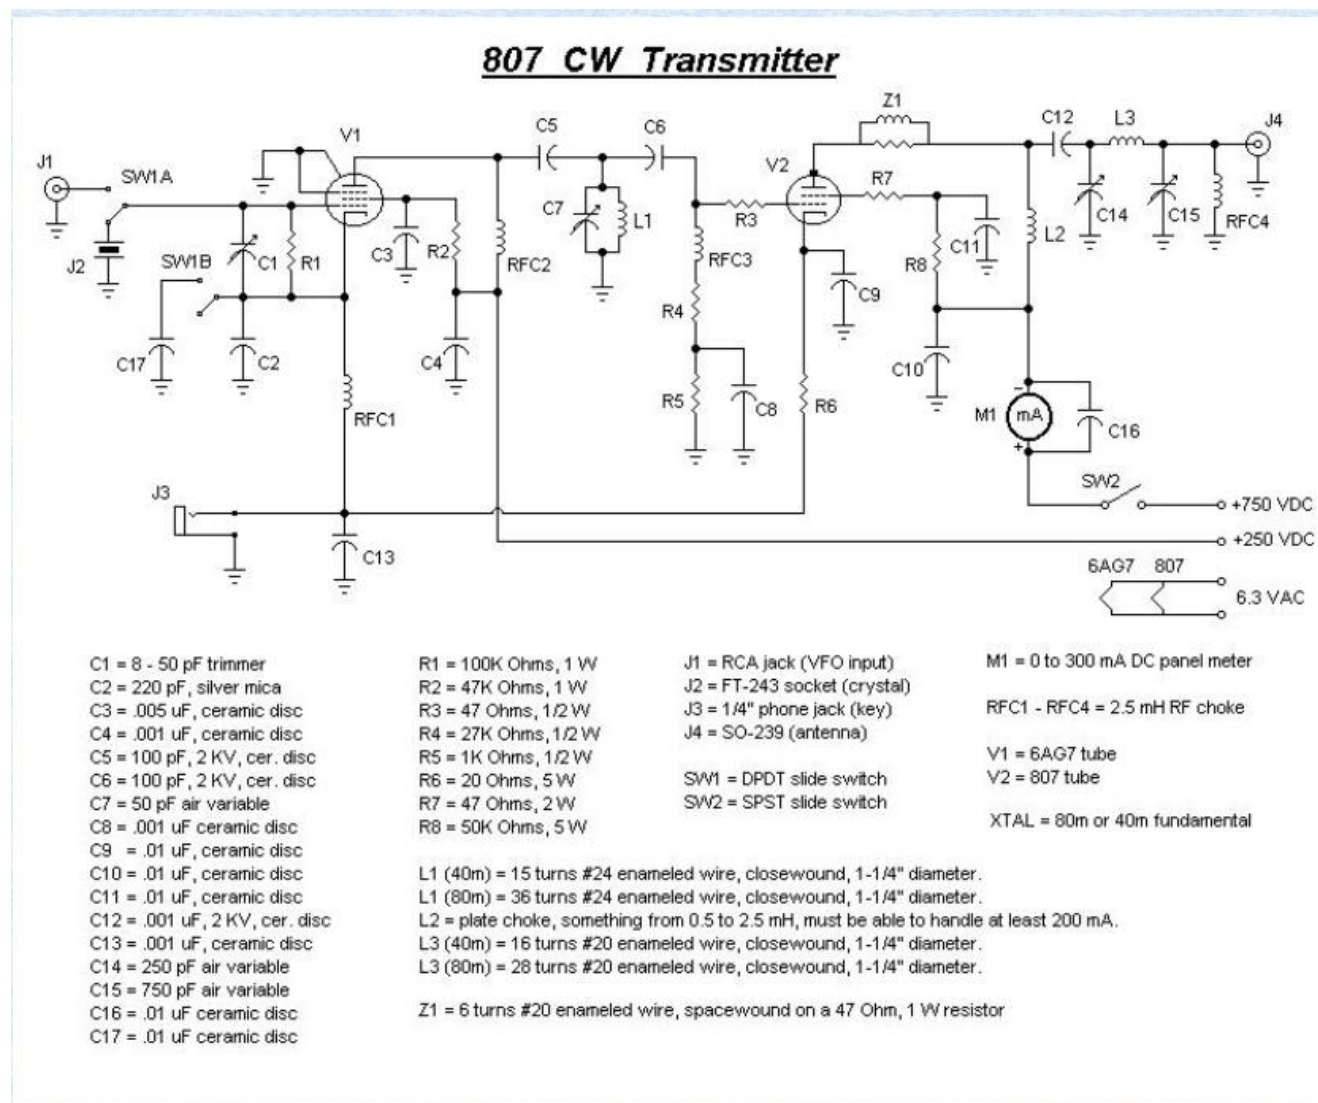 807 CW Transmitter
J1
SW1A
J2
SW1B
C17
C1
R1
C2
V1
C3
R2
C4
RFC1
RFC2
J3
C13
C5
C6
C7
L1
R3
RFC3
R4
R5
C8
V2
Z1
R7
C9
R6
R8
C11
C10
L2
C12
L3
C14
C15
RFC4
J4
M1
mA
−
+
C16
SW2
+750 VDC
+250 VDC
6AG7 807
6.3 VAC
C1 = 8 - 50 pF trimmer
C2 = 220 pF, silver mica
C3 = .005 uF, ceramic disc
C4 = .001 uF, ceramic disc
C5 = 100 pF, 2 KV, cer. disc
C6 = 100 pF, 2 KV, cer. disc
C7 = 50 pF air variable
C8 = .001 uF ceramic disc
C9 = .01 uF, ceramic disc
C10 = .01 uF, ceramic disc
C11 = .01 uF, ceramic disc
C12 = .001 uF, 2 KV, cer. disc
C13 = .001 uF, ceramic disc
C14 = 250 pF air variable
C15 = 750 pF air variable
C16 = .01 uF ceramic disc
C17 = .01 uF ceramic disc
R1 = 100K Ohms, 1 W
R2 = 47K Ohms, 1 W
R3 = 47 Ohms, 1/2 W
R4 = 27K Ohms, 1/2 W
R5 = 1K Ohms, 1/2 W
R6 = 20 Ohms, 5 W
R7 = 47 Ohms, 2 W
R8 = 50K Ohms, 5 W
J1 = RCA jack (VFO input)
J2 = FT-243 socket (crystal)
J3 = 1/4" phone jack (key)
J4 = SO-239 (antenna)
SW1 = DPDT slide switch
SW2 = SPST slide switch
M1 = 0 to 300 mA DC panel meter
RFC1 - RFC4 = 2.5 mH RF choke
V1 = 6AG7 tube
V2 = 807 tube
XTAL = 80m or 40m fundamental
L1 (40m) = 15 turns #24 enameled wire, closewound, 1-1/4" diameter.
L1 (80m) = 36 turns #24 enameled wire, closewound, 1-1/4" diameter.
L2 = plate choke, something from 0.5 to 2.5 mH, must be able to handle at least 200 mA.
L3 (40m) = 16 turns #20 enameled wire, closewound, 1-1/4" diameter.
L3 (80m) = 28 turns #20 enameled wire, closewound, 1-1/4" diameter.
Z1 = 6 turns #20 enameled wire, spacewound on a 47 Ohm, 1 W resistor